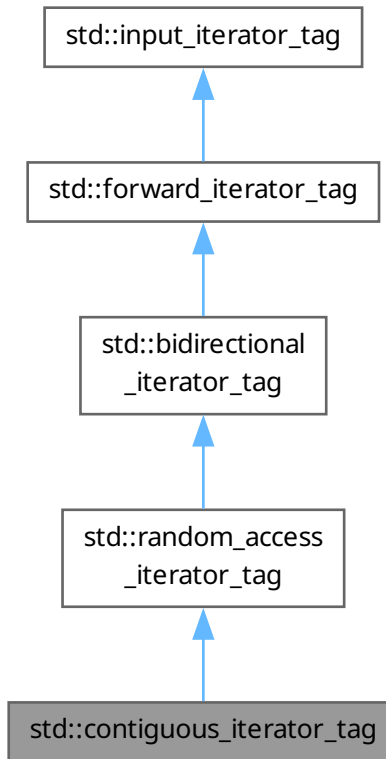 std::input_iterator_tag
std::forward_iterator_tag
std::bidirectional
_iterator_tag
std::random_access
_iterator_tag
std::contiguous_iterator_tag